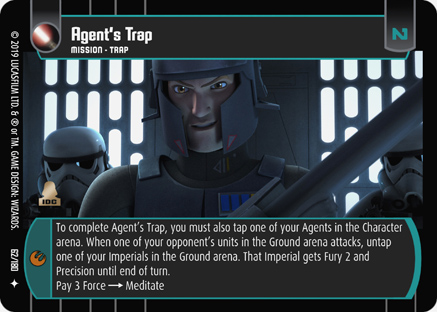 Agent's Trap
MISSION - TRAP
N
© 2019 LUCASFILM LTD. & ® or TM. GAME DESIGN: WIZARDS.
IDC
To complete Agent's Trap, you must also tap one of your Agents in the Character
arena. When one of your opponent's units in the Ground arena attacks, untap
one of your Imperials in the Ground arena. That Imperial gets Fury 2 and
Precision until end of turn.
Pay 3 Force → Meditate